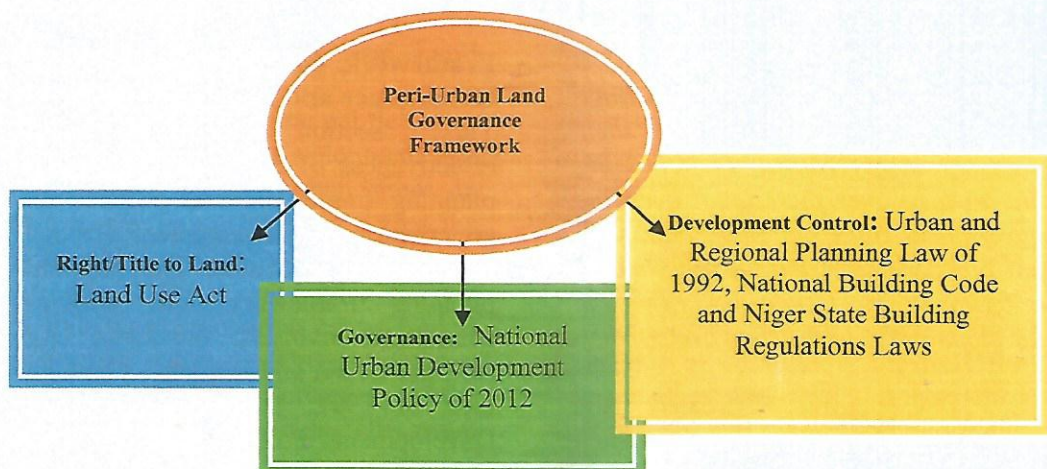 Peri-Urban Land
Governance
Framework
Right/Title to Land:
Land Use Act
Governance: National
Urban Development
Policy of 2012
Development Control: Urban and
Regional Planning Law of
1992, National Building Code
and Niger State Building
Regulations Laws